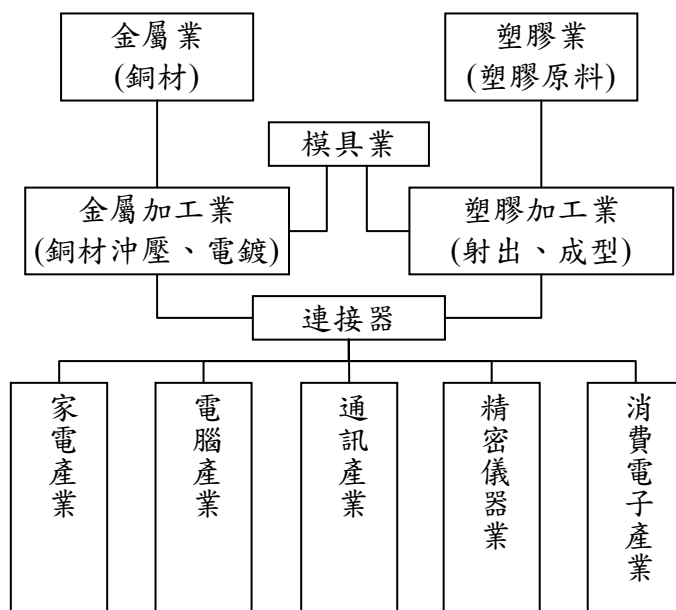 金屬業
(銅材)
塑膠業
(塑膠原料)
模具業
金屬加工業
(銅材沖壓、電鍍)
塑膠加工業
(射出、成型)
連接器
家電產業
電腦產業
通訊產業
精密儀器業
消費電子產業